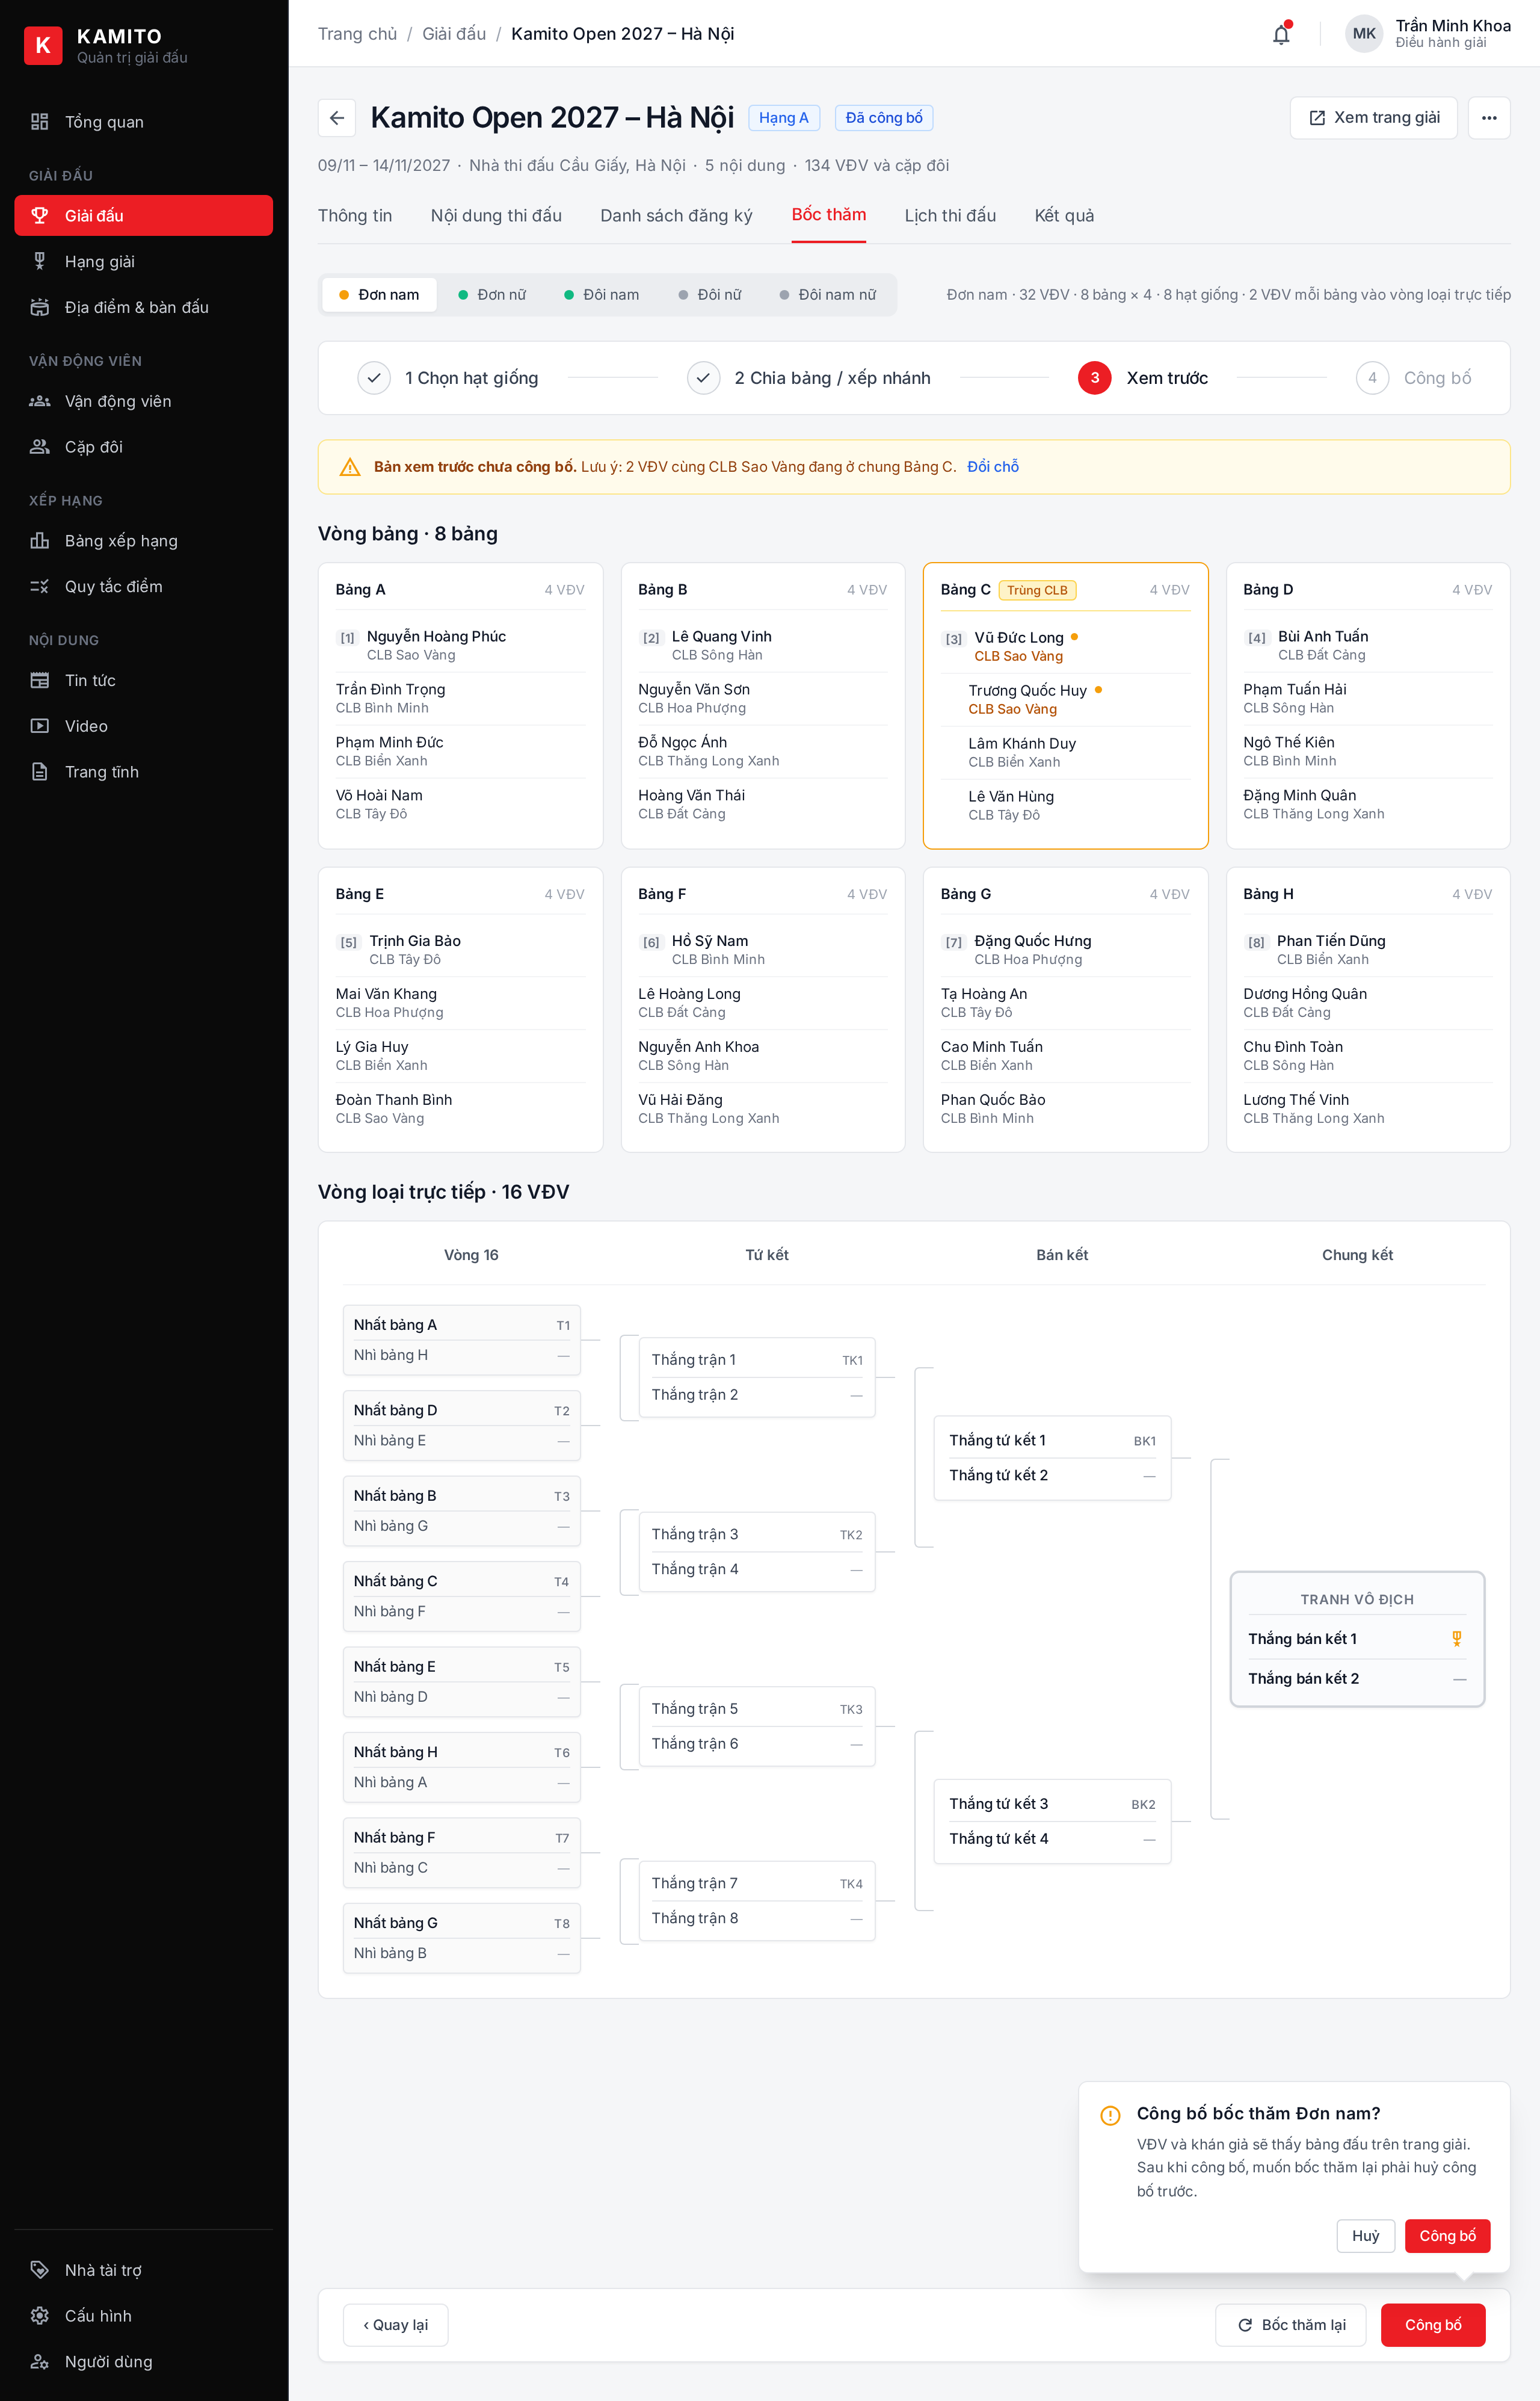 K
KAMITO
Quản trị giải đấu
Tổng quan
GIẢI ĐẤU
Giải đấu
Hạng giải
Địa điểm & bàn đấu
VẬN ĐỘNG VIÊN
Vận động viên
Cặp đôi
XẾP HẠNG
Bảng xếp hạng
Quy tắc điểm
NỘI DUNG
Tin tức
Video
Trang tĩnh
Nhà tài trợ
Cấu hình
Người dùng
Trang chủ / Giải đấu / Kamito Open 2027 – Hà Nội
MK
Trần Minh Khoa
Điều hành giải
Kamito Open 2027 – Hà Nội
Hạng A
Đã công bố
Xem trang giải
09/11 – 14/11/2027 · Nhà thi đấu Cầu Giấy, Hà Nội · 5 nội dung · 134 VĐV và cặp đôi
Thông tin
Nội dung thi đấu
Danh sách đăng ký
Bốc thăm
Lịch thi đấu
Kết quả
Đơn nam
Đơn nữ
Đôi nam
Đôi nữ
Đôi nam nữ
Đơn nam · 32 VĐV · 8 bảng × 4 · 8 hạt giống · 2 VĐV mỗi bảng vào vòng loại trực tiếp
1 Chọn hạt giống
2 Chia bảng / xếp nhánh
3 Xem trước
4 Công bố
Bản xem trước chưa công bố. Lưu ý: 2 VĐV cùng CLB Sao Vàng đang ở chung Bảng C. Đổi chỗ
Vòng bảng · 8 bảng
Bảng A 4 VĐV
[1] Nguyễn Hoàng Phúc
CLB Sao Vàng
Trần Đình Trọng
CLB Bình Minh
Phạm Minh Đức
CLB Biển Xanh
Võ Hoài Nam
CLB Tây Đô
Bảng B 4 VĐV
[2] Lê Quang Vinh
CLB Sông Hàn
Nguyễn Văn Sơn
CLB Hoa Phượng
Đỗ Ngọc Ánh
CLB Thăng Long Xanh
Hoàng Văn Thái
CLB Đất Cảng
Bảng C Trùng CLB 4 VĐV
[3] Vũ Đức Long
CLB Sao Vàng
Trương Quốc Huy
CLB Sao Vàng
Lâm Khánh Duy
CLB Biển Xanh
Lê Văn Hùng
CLB Tây Đô
Bảng D 4 VĐV
[4] Bùi Anh Tuấn
CLB Đất Cảng
Phạm Tuấn Hải
CLB Sông Hàn
Ngô Thế Kiên
CLB Bình Minh
Đặng Minh Quân
CLB Thăng Long Xanh
Bảng E 4 VĐV
[5] Trịnh Gia Bảo
CLB Tây Đô
Mai Văn Khang
CLB Hoa Phượng
Lý Gia Huy
CLB Biển Xanh
Đoàn Thanh Bình
CLB Sao Vàng
Bảng F 4 VĐV
[6] Hồ Sỹ Nam
CLB Bình Minh
Lê Hoàng Long
CLB Đất Cảng
Nguyễn Anh Khoa
CLB Sông Hàn
Vũ Hải Đăng
CLB Thăng Long Xanh
Bảng G 4 VĐV
[7] Đặng Quốc Hưng
CLB Hoa Phượng
Tạ Hoàng An
CLB Tây Đô
Cao Minh Tuấn
CLB Biển Xanh
Phan Quốc Bảo
CLB Bình Minh
Bảng H 4 VĐV
[8] Phan Tiến Dũng
CLB Biển Xanh
Dương Hồng Quân
CLB Đất Cảng
Chu Đình Toàn
CLB Sông Hàn
Lương Thế Vinh
CLB Thăng Long Xanh
Vòng loại trực tiếp · 16 VĐV
Vòng 16
Tứ kết
Bán kết
Chung kết
Nhất bảng A T1
Nhì bảng H —
Nhất bảng D T2
Nhì bảng E —
Nhất bảng B T3
Nhì bảng G —
Nhất bảng C T4
Nhì bảng F —
Nhất bảng E T5
Nhì bảng D —
Nhất bảng H T6
Nhì bảng A —
Nhất bảng F T7
Nhì bảng C —
Nhất bảng G T8
Nhì bảng B —
Thắng trận 1 TK1
Thắng trận 2 —
Thắng trận 3 TK2
Thắng trận 4 —
Thắng trận 5 TK3
Thắng trận 6 —
Thắng trận 7 TK4
Thắng trận 8 —
Thắng tứ kết 1 BK1
Thắng tứ kết 2 —
Thắng tứ kết 3 BK2
Thắng tứ kết 4 —
TRANH VÔ ĐỊCH
Thắng bán kết 1
Thắng bán kết 2 —
Công bố bốc thăm Đơn nam?
VĐV và khán giả sẽ thấy bảng đấu trên trang giải.
Sau khi công bố, muốn bốc thăm lại phải huỷ công
bố trước.
Huỷ
Công bố
‹ Quay lại
Bốc thăm lại
Công bố